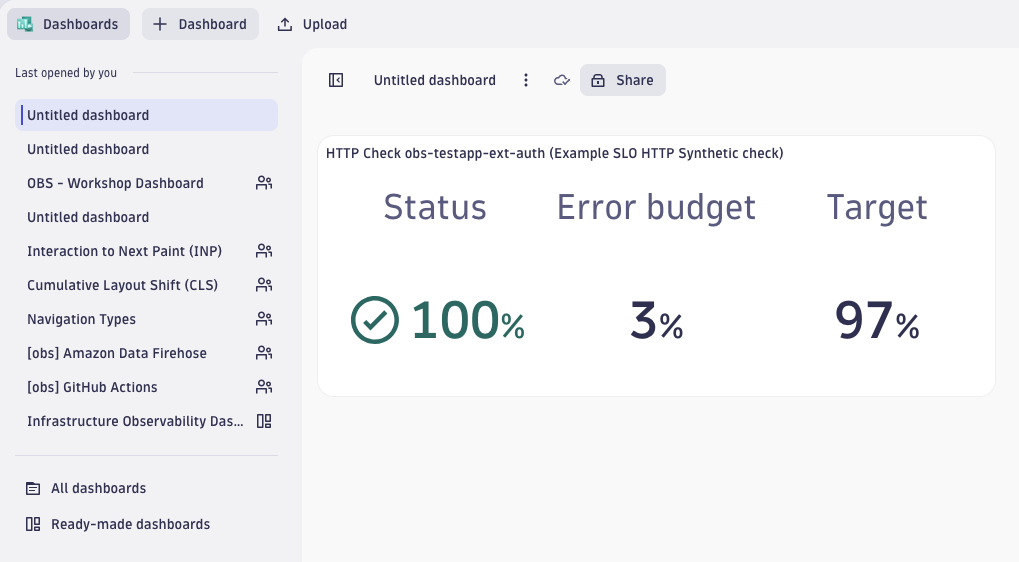 Dashboards
Dashboard
Upload
Last opened by you
Untitled dashboard
Untitled dashboard
OBS - Workshop Dashboard
Untitled dashboard
Interaction to Next Paint (INP)
Cumulative Layout Shift (CLS)
Navigation Types
[obs] Amazon Data Firehose
[obs] GitHub Actions
Infrastructure Observability Das...
All dashboards
Ready-made dashboards
Untitled dashboard
Share
HTTP Check obs-testapp-ext-auth (Example SLO HTTP Synthetic check)
Status Error budget Target
100% 3% 97%